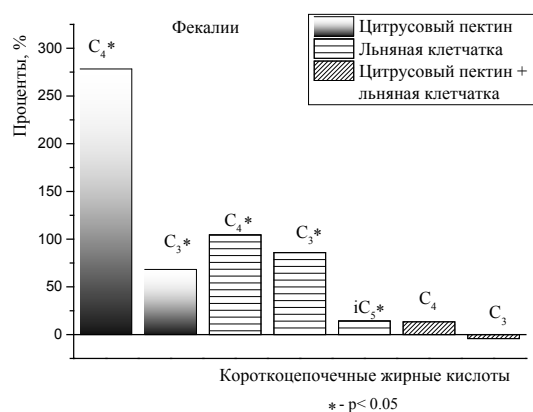 Фекалии
Цитрусовый пектин
Льняная клетчатка
Цитрусовый пектин +
льняная клетчатка
Проценты, %
300
250
200
150
100
50
0
C4*
C3*
C4*
C3*
iC5*
C4
C3
Короткоцепочечные жирные кислоты
*- p< 0.05